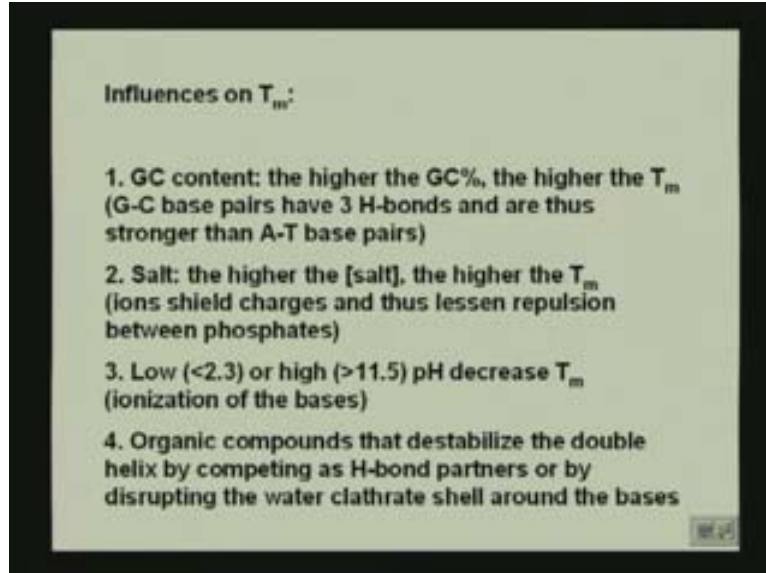 Influences on Tm:
1. GC content: the higher the GC%, the higher the Tm
(G-C base pairs have 3 H-bonds and are thus
stronger than A-T base pairs)
2. Salt: the higher the [salt], the higher the Tm
(ions shield charges and thus lessen repulsion
between phosphates)
3. Low (<2.3) or high (>11.5) pH decrease Tm
(ionization of the bases)
4. Organic compounds that destabilize the double
helix by competing as H-bond partners or by
disrupting the water clathrate shell around the bases